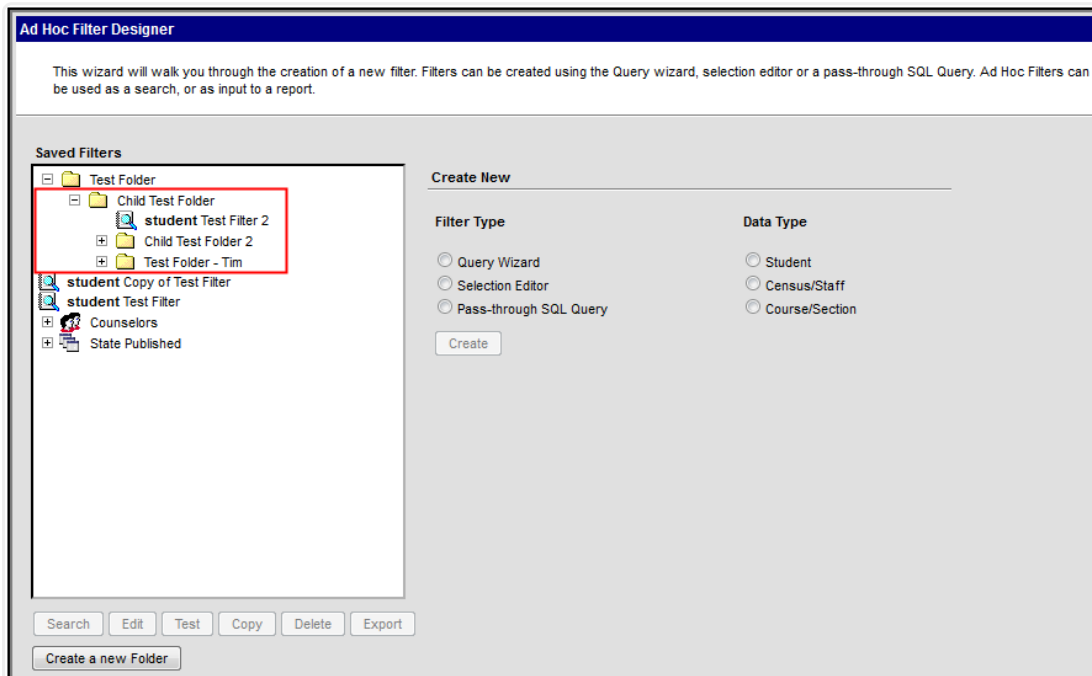 Ad Hoc Filter Designer
This wizard will walk you through the creation of a new filter. Filters can be created using the Query wizard, selection editor or a pass-through SQL Query. Ad Hoc Filters can
be used as a search, or as input to a report.
Saved Filters
Test Folder
Child Test Folder
student Test Filter 2
Child Test Folder 2
Test Folder - Tim
student Copy of Test Filter
student Test Filter
Counselors
State Published
Create New
Filter Type
Data Type
Query Wizard
Student
Selection Editor
Census/Staff
Pass-through SQL Query
Course/Section
Create
Search
Edit
Test
Copy
Delete
Export
Create a new Folder